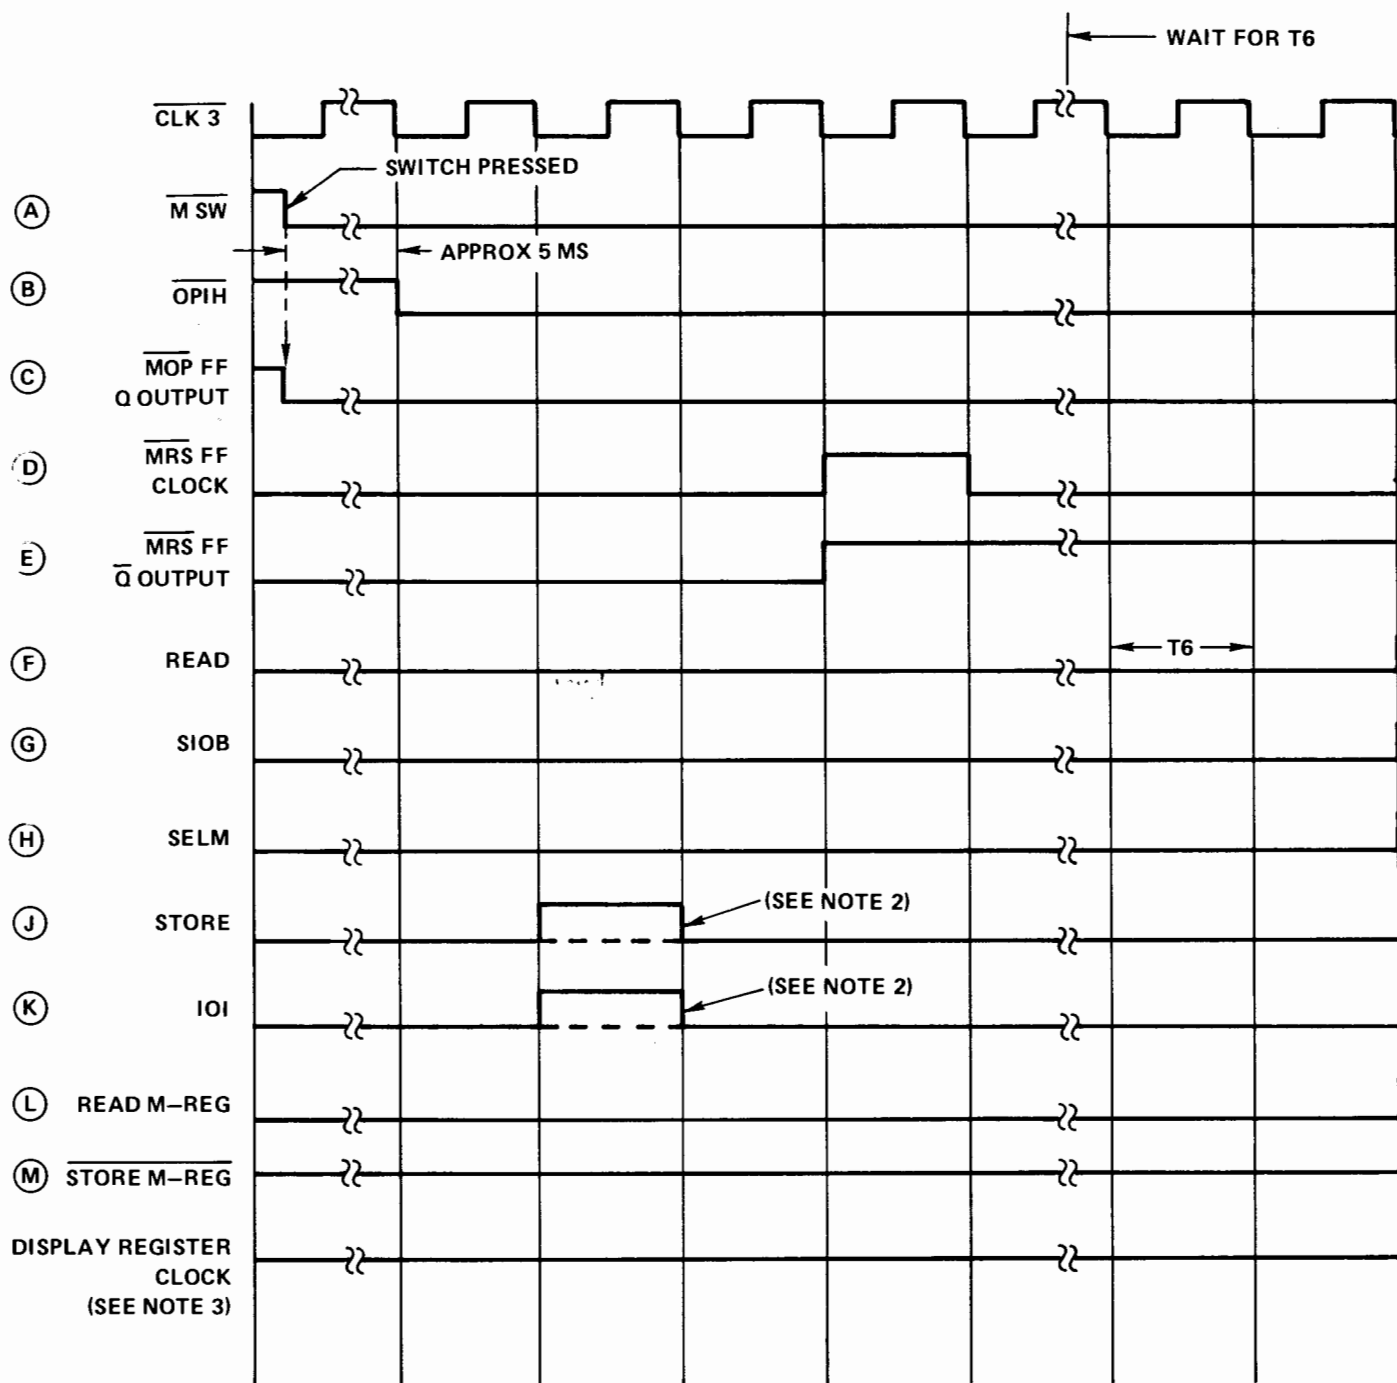 WAIT FOR T6
CLK 3
SWITCH PRESSED
A M SW
APPROX 5 MS
B OPIH
C MOP FF
Q OUTPUT
D MRS FF
CLOCK
E MRS FF
Q̅ OUTPUT
F READ T6
G SIOB
H SELM
J STORE (SEE NOTE 2)
K IOI (SEE NOTE 2)
L READ M–REG
M STORE M–REG
DISPLAY REGISTER
CLOCK
(SEE NOTE 3)